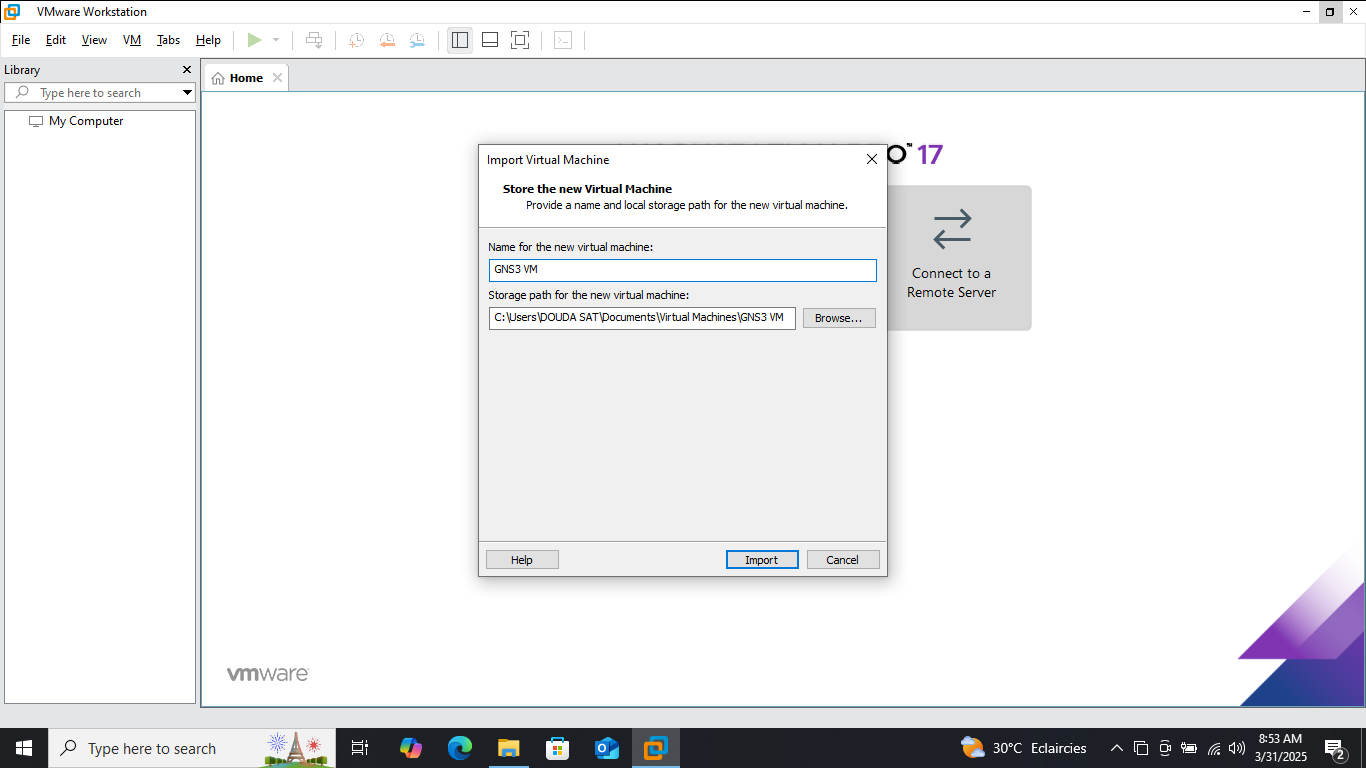 VMware Workstation
File Edit View VM Tabs Help
Library
Type here to search
My Computer
Home
O™ 17
Connect to a
Remote Server
Import Virtual Machine
Store the new Virtual Machine
Provide a name and local storage path for the new virtual machine.
Name for the new virtual machine:
GNS3 VM
Storage path for the new virtual machine:
C:\Users\DOUDA SAT\Documents\Virtual Machines\GNS3 VM
Browse...
Help
Import
Cancel
vmware
Type here to search
30°C Eclaircies
8:53 AM
3/31/2025
2